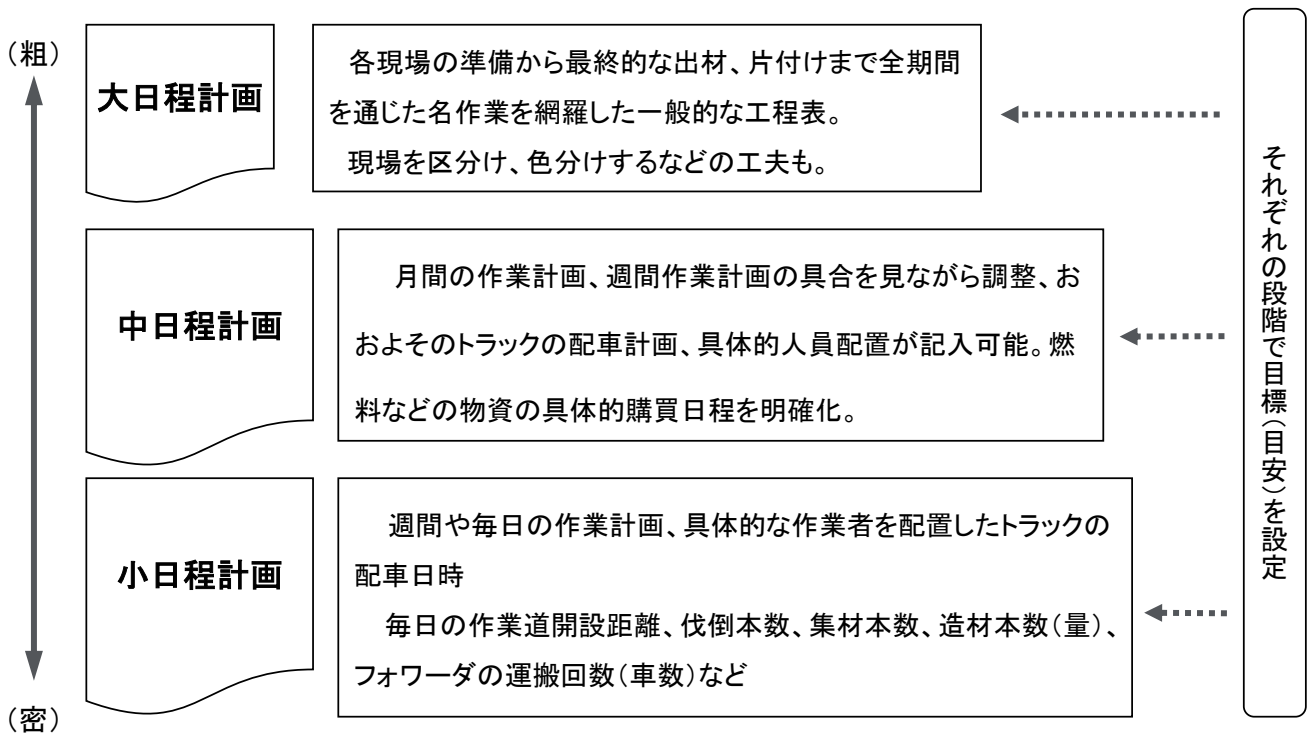 （粗）
大日程計画
各現場の準備から最終的な出材、片付けまで全期間
を通じた名作業を網羅した一般的な工程表。
現場を区分け、色分けするなどの工夫も。
中日程計画
月間の作業計画、週間作業計画の具合を見ながら調整、お
およそのトラックの配車計画、具体的人員配置が記入可能。燃
料などの物資の具体的購買日程を明確化。
小日程計画
週間や毎日の作業計画、具体的な作業者を配置したトラックの
配車日時
毎日の作業道開設距離、伐倒本数、集材本数、造材本数（量）、
フォワーダの運搬回数（車数）など
（密）
それぞれの段階で目標（目安）を設定